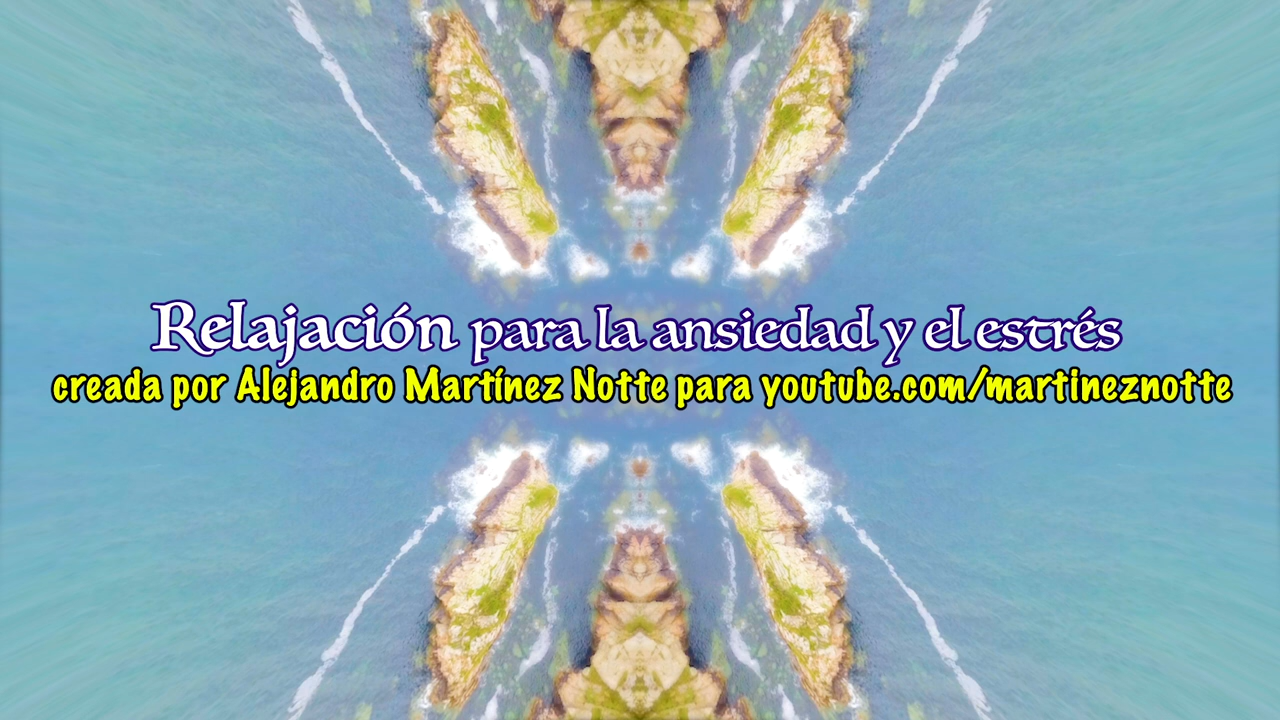 Relajación para la ansiedad y el estrés
creada por Alejandro Martínez Notte para youtube.com/martineznotte